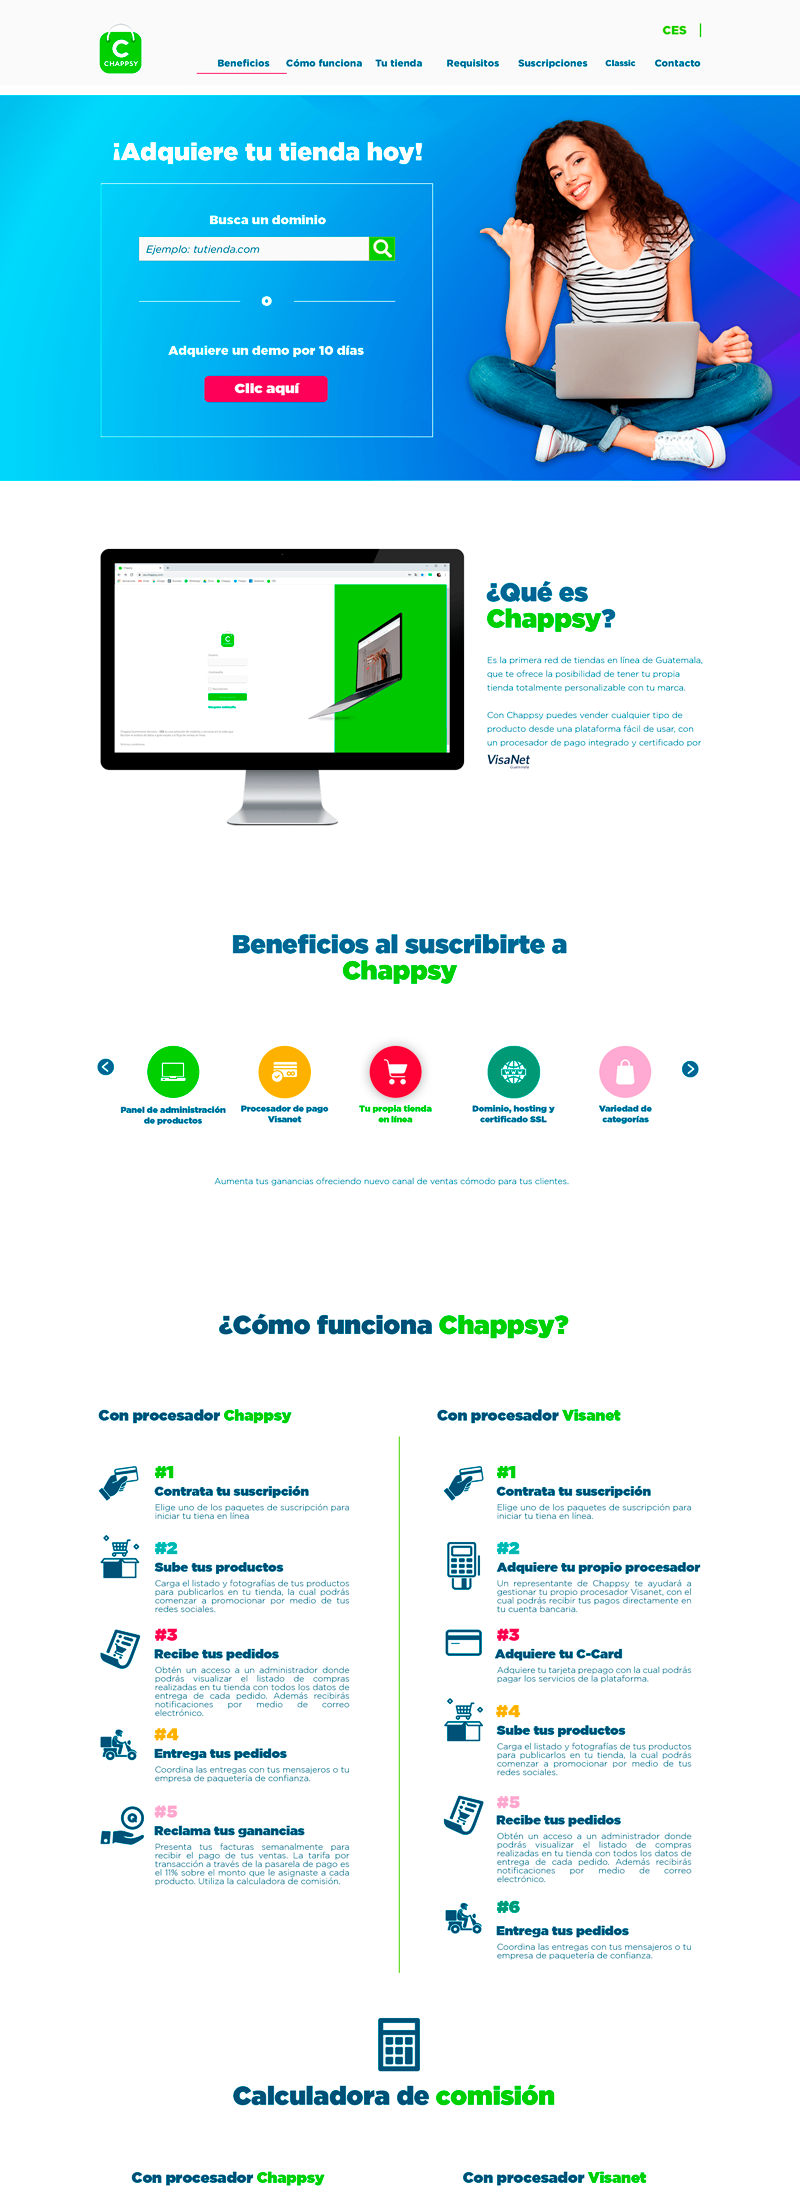 CES
C
CHAPPSY
Beneficios Cómo funciona Tu tienda Requisitos Suscripciones Classic Contacto
¡Adquiere tu tienda hoy!
Busca un dominio
Ejemplo: tutienda.com
o
Adquiere un demo por 10 días
Clic aquí
¿Qué es
Chappsy?
Es la primera red de tiendas en línea de Guatemala,
que te ofrece la posibilidad de tener tu propia
tienda totalmente personalizable con tu marca.
Con Chappsy puedes vender cualquier tipo de
producto desde una plataforma fácil de usar, con
un procesador de pago integrado y certificado por
VisaNet
Beneficios al suscribirte a
Chappsy
Panel de administración
de productos
Procesador de pago
Visanet
Tu propia tienda
en línea
Dominio, hosting y
certificado SSL
Variedad de
categorías
Aumenta tus ganancias ofreciendo nuevo canal de ventas cómodo para tus clientes.
¿Cómo funciona Chappsy?
Con procesador Chappsy
#1
Contrata tu suscripción
Elige uno de los paquetes de suscripción para
iniciar tu tiena en línea
#2
Sube tus productos
Carga el listado y fotografías de tus productos
para publicarlos en tu tienda, la cual podrás
comenzar a promocionar por medio de tus
redes sociales.
#3
Recibe tus pedidos
Obtén un acceso a un administrador donde
podrás visualizar el listado de compras
realizadas en tu tienda con todos los datos de
entrega de cada pedido. Además recibirás
notificaciones por medio de correo
electrónico.
#4
Entrega tus pedidos
Coordina las entregas con tus mensajeros o tu
empresa de paquetería de confianza.
Q
#5
Reclama tus ganancias
Presenta tus facturas semanalmente para
recibir el pago de tus ventas. La tarifa por
transacción a través de la pasarela de pago es
el 11% sobre el monto que le asignaste a cada
producto. Utiliza la calculadora de comisión.
Con procesador Visanet
#1
Contrata tu suscripción
Elige uno de los paquetes de suscripción para
iniciar tu tiena en línea.
#2
Adquiere tu propio procesador
Un representante de Chappsy te ayudará a
gestionar tu propio procesador Visanet, con el
cual podrás recibir tus pagos directamente en
tu cuenta bancaria.
#3
Adquiere tu C-Card
Adquiere tu tarjeta prepago con la cual podrás
pagar los servicios de la plataforma.
#4
Sube tus productos
Carga el listado y fotografías de tus productos
para publicarlos en tu tienda, la cual podrás
comenzar a promocionar por medio de tus
redes sociales.
#5
Recibe tus pedidos
Obtén un acceso a un administrador donde
podrás visualizar el listado de compras
realizadas en tu tienda con todos los datos de
entrega de cada pedido. Además recibirás
notificaciones por medio de correo
electrónico.
#6
Entrega tus pedidos
Coordina las entregas con tus mensajeros o tu
empresa de paquetería de confianza.
Calculadora de comisión
Con procesador Chappsy
Con procesador Visanet